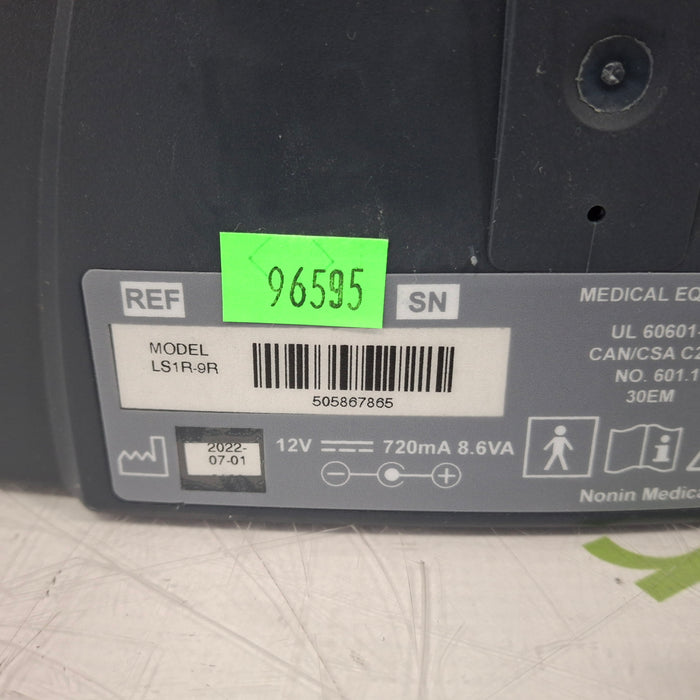 96595
REF
SN
MODEL
LS1R-9R
505867865
2022-
07-01
12V 720mA 8.6VA
MEDICAL EQ
UL 60601-
CAN/CSA C2
NO. 601.1
30EM
Nonin Medica